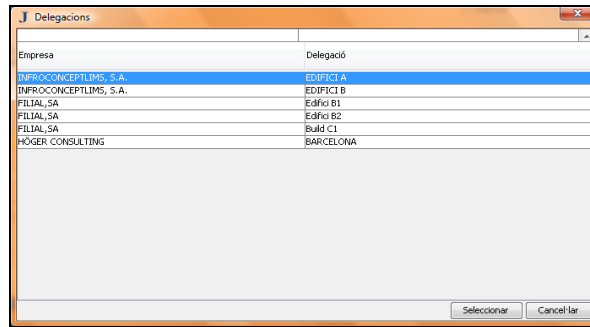 J Delegacions
Empresa Delegació
INFROCONCEPTLIMS, S.A. EDIFICI A
INFROCONCEPTLIMS, S.A. EDIFICI B
FILIAL,SA Edifici B1
FILIAL,SA Edifici B2
FILIAL,SA Build C1
HÖGER CONSULTING BARCELONA
Seleccionar Cancel·lar